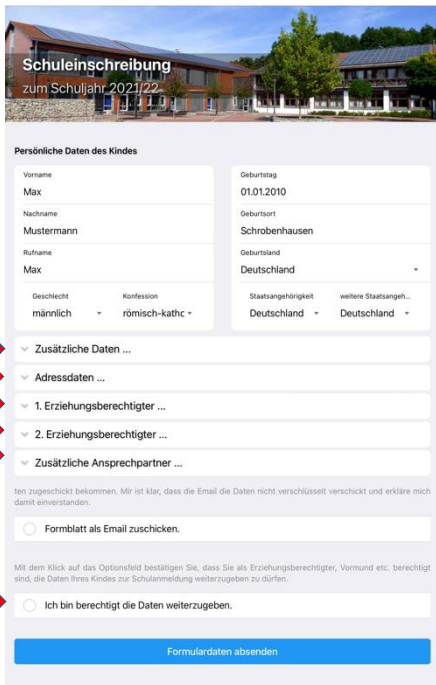 Schuleinschreibung
zum Schuljahr 2021/22
Persönliche Daten des Kindes
Vorname
Max
Nachname
Mustermann
Rufname
Max
Geschlecht Konfession
männlich römisch-kathc
Geburtstag
01.01.2010
Geburtsort
Schrobenhausen
Geburtsland
Deutschland
Staatsangehörigkeit weitere Staatsangeh...
Deutschland Deutschland
Zusätzliche Daten ...
Adressdaten ...
1. Erziehungsberechtigter ...
2. Erziehungsberechtigter ...
Zusätzliche Ansprechpartner ...
ten zugeschickt bekommen. Mir ist klar, dass die Email die Daten nicht verschlüsselt verschickt und erkläre mich
damit einverstanden.
Formblatt als Email zuschicken.
Mit dem Klick auf das Optionsfeld bestätigen Sie, dass Sie als Erziehungsberechtigter, Vormund etc. berechtigt
sind, die Daten Ihres Kindes zur Schulanmeldung weiterzugeben zu dürfen.
Ich bin berechtigt die Daten weiterzugeben.
Formulardaten absenden